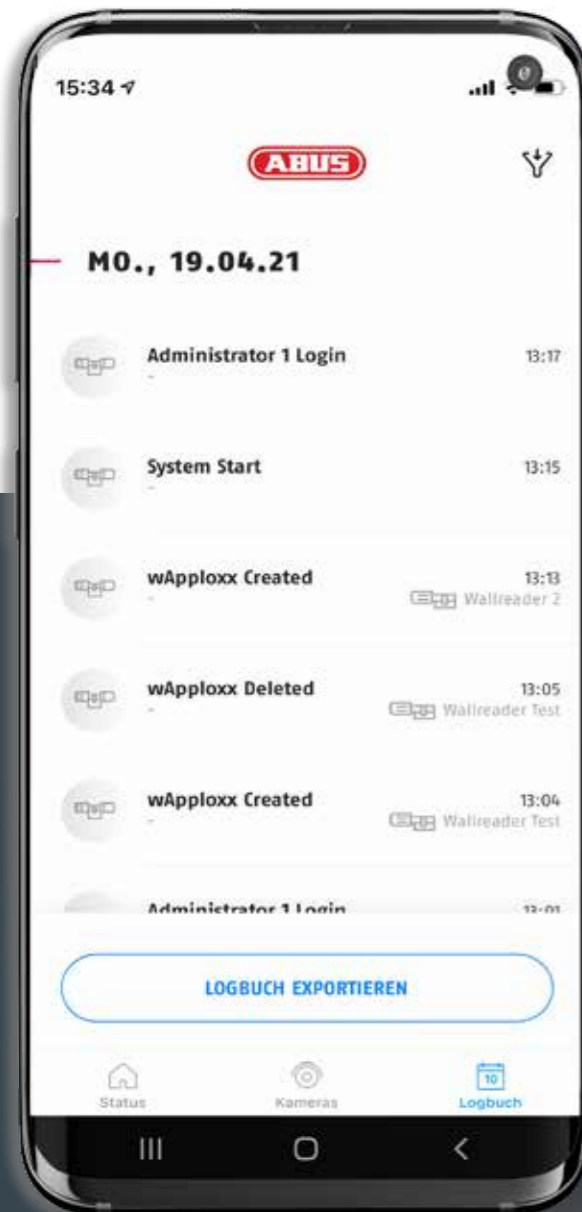 15:34
ABUS
MO., 19.04.21
Administrator 1 Login 13:17
-
System Start 13:15
-
wApploxx Created 13:13
- Wallreader 2
wApploxx Deleted 13:05
- Wallreader Test
wApploxx Created 13:04
- Wallreader Test
Administrator 1 Login 13:01
LOGBUCH EXPORTIEREN
Status Kameras 10 Logbuch